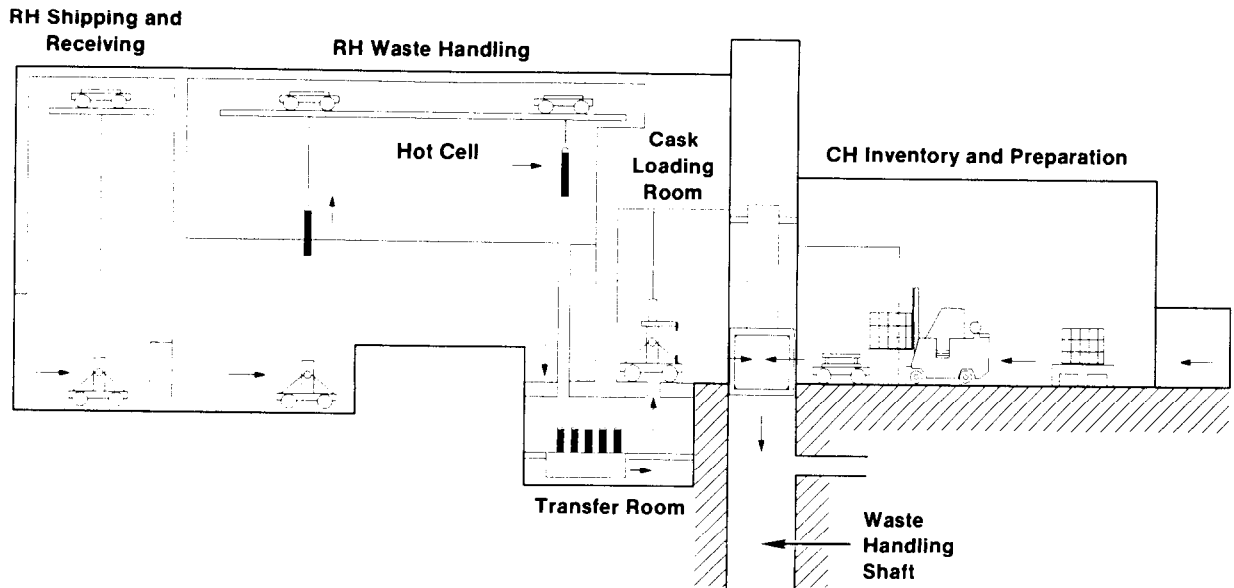 RH Shipping and
Receiving
RH Waste Handling
Hot Cell
Cask
Loading
Room
CH Inventory and Preparation
Transfer Room
Waste
Handling
Shaft